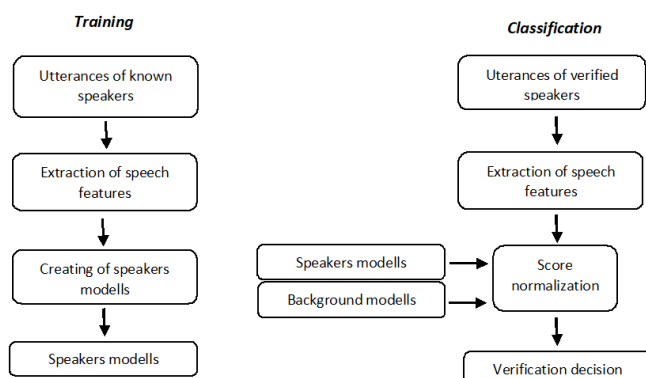 Training
Utterances of known
speakers
Extraction of speech
features
Creating of speakers
modells
Speakers modells
Classification
Uterances of verified
speakers
Extraction of speech
features
Speakers modells
Background modells
Score
normalization
Verification decision